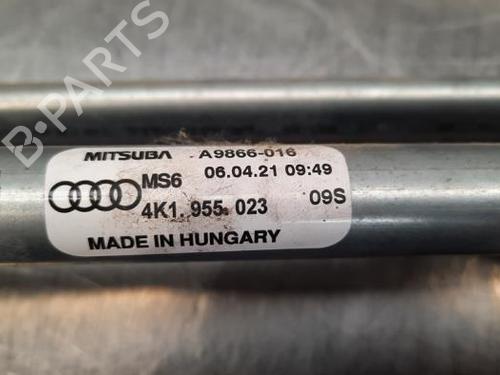 MITSUBA A9866-016
MS6 06.04.21 09:49
4K1.955.023 09S
MADE IN HUNGARY
B-PARTS